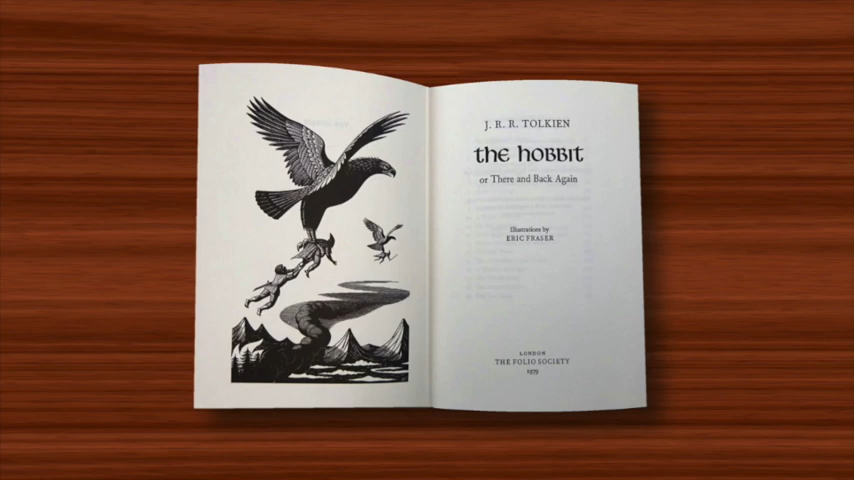 J. R. R. TOLKIEN
the hobbit
or There and Back Again
Illustrations by
ERIC FRASER
LONDON
THE FOLIO SOCIETY
1979